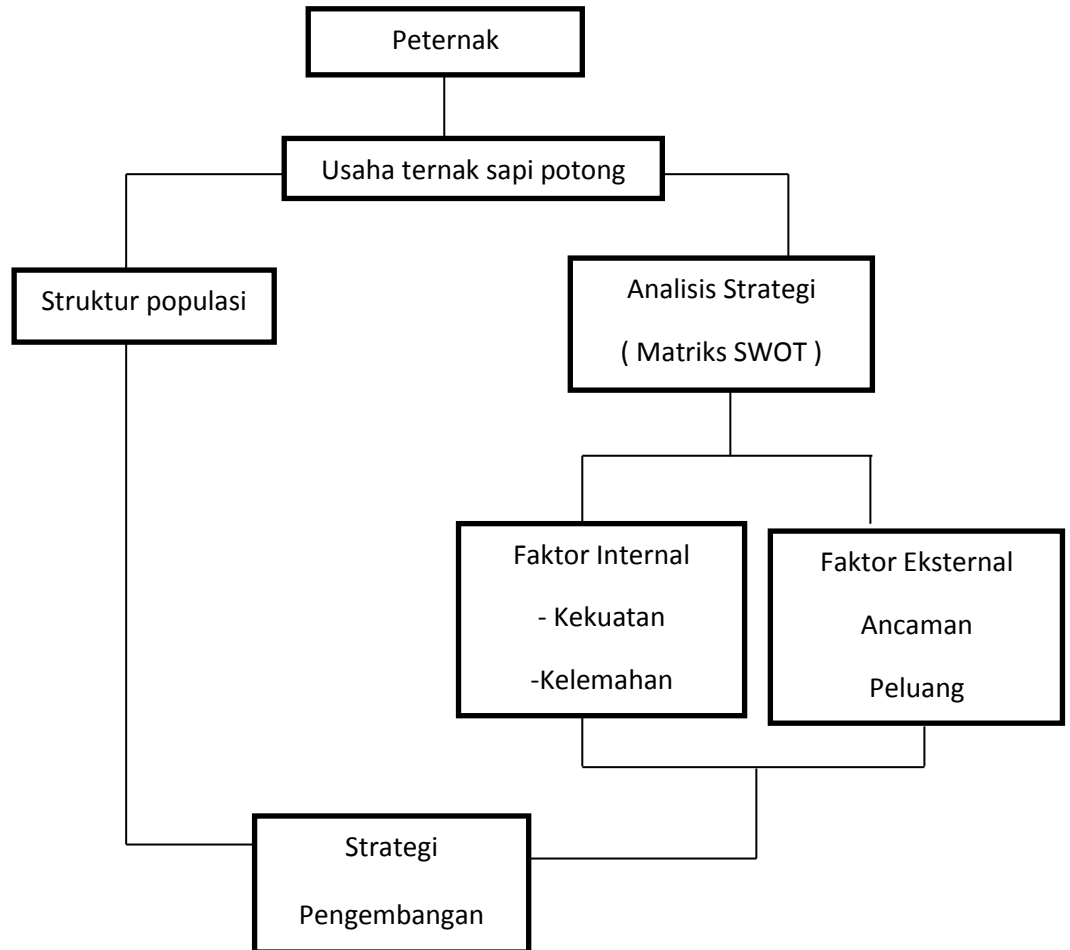 Peternak
Usaha ternak sapi potong
Struktur populasi
Analisis Strategi
( Matriks SWOT )
Faktor Internal
- Kekuatan
-Kelemahan
Faktor Eksternal
Ancaman
Peluang
Strategi
Pengembangan